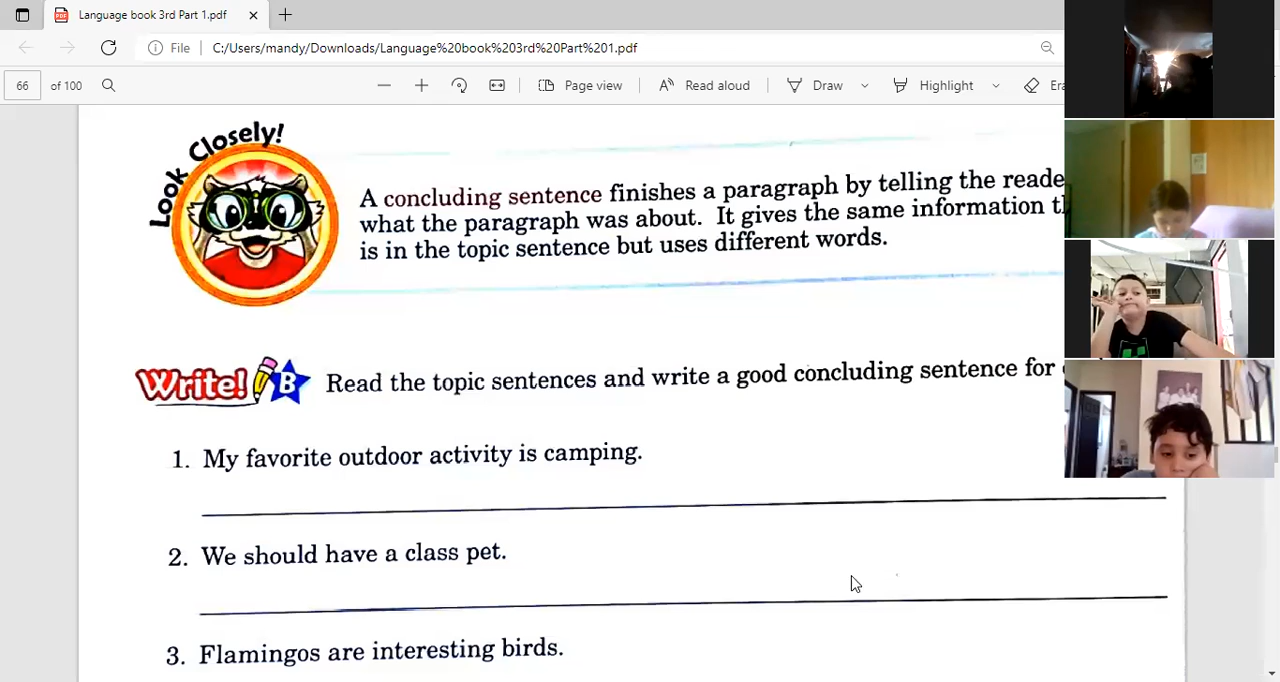 Language book 3rd Part 1.pdf
File C:/Users/mandy/Downloads/Language%20book%203rd%20Part%201.pdf
66 of 100 Page view Read aloud Draw Highlight
Look Closely!
A concluding sentence finishes a paragraph by telling the
what the paragraph was about. It gives the same information
is in the topic sentence but uses different words.
Write! B Read the topic sentences and write a good concluding sentence for
1. My favorite outdoor activity is camping.
2. We should have a class pet.
3. Flamingos are interesting birds.